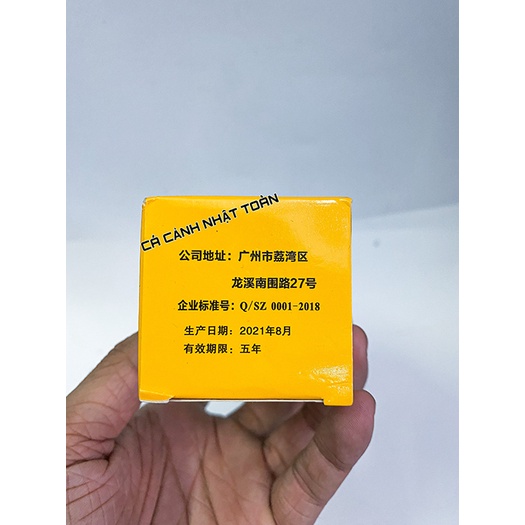 CÁ CẢNH NHẬT TOÀN
公司地址：广州市荔湾区
龙溪南围路27号
企业标准号：Q/SZ 0001-2018
生产日期：2021年8月
有效期限：五年